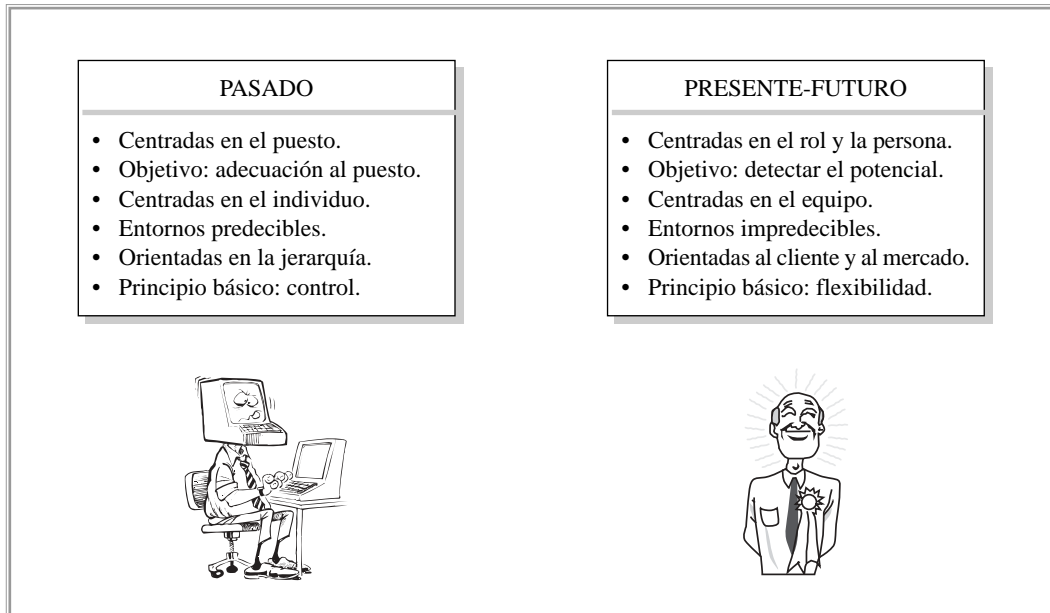 PASADO
• Centradas en el puesto.
• Objetivo: adecuación al puesto.
• Centradas en el individuo.
• Entornos predecibles.
• Orientadas en la jerarquía.
• Principio básico: control.
PRESENTE-FUTURO
• Centradas en el rol y la persona.
• Objetivo: detectar el potencial.
• Centradas en el equipo.
• Entornos impredecibles.
• Orientadas al cliente y al mercado.
• Principio básico: flexibilidad.